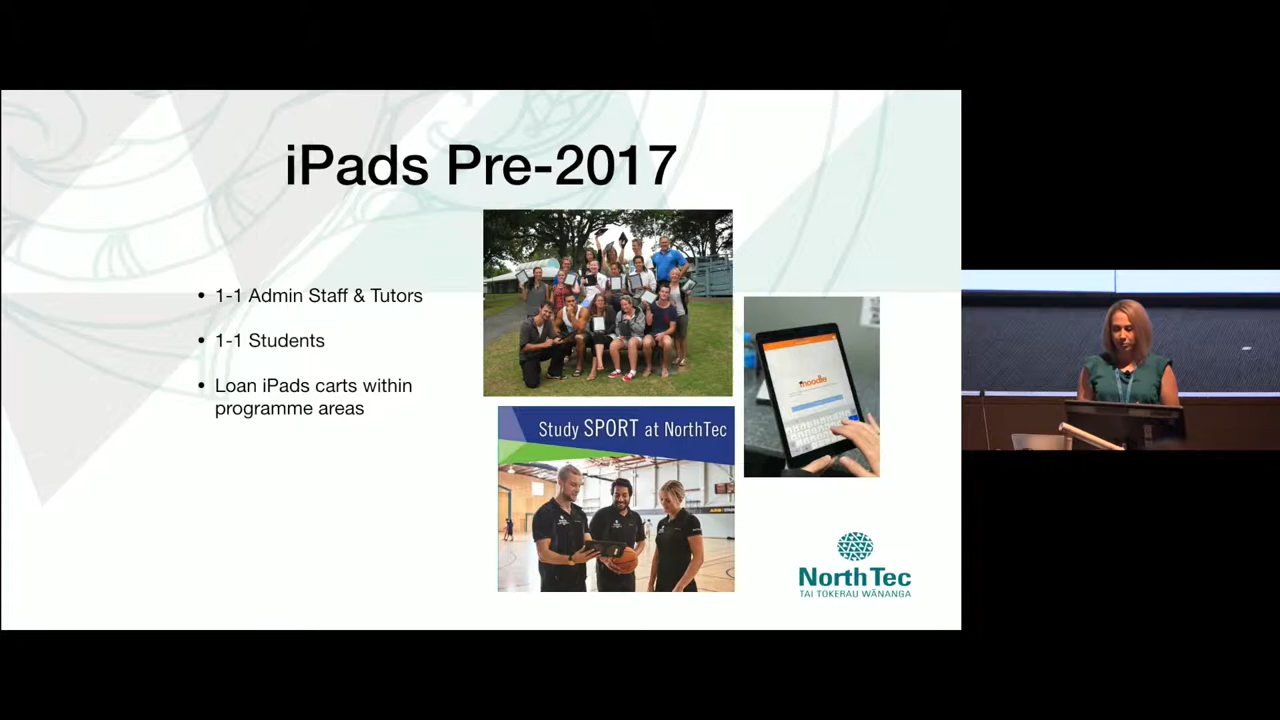 iPads Pre-2017
• 1-1 Admin Staff & Tutors
• 1-1 Students
• Loan iPads carts within
programme areas
moodle
Study SPORT at NorthTec
NorthTec
TAI TOKERAU WĀNANGA